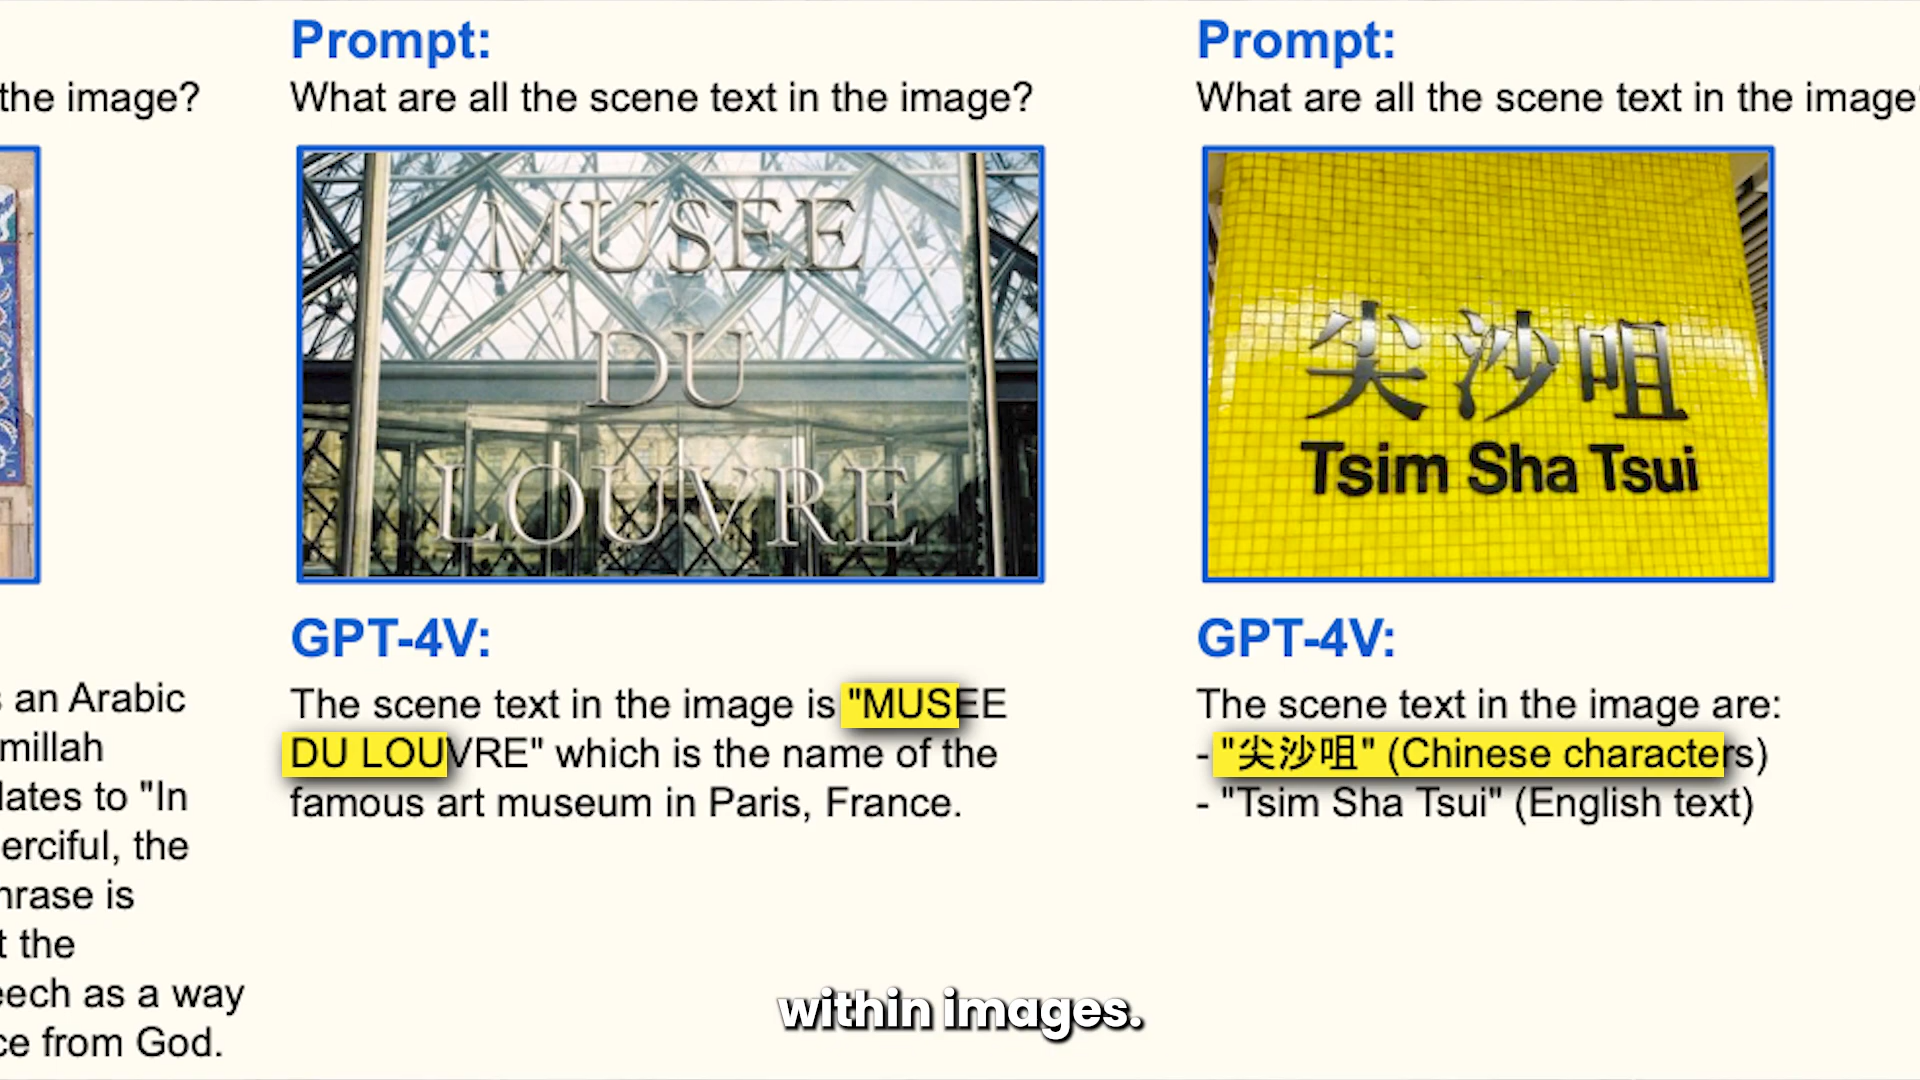 the image?
s an Arabic
millah
lates to "In
erciful, the
hrase is
t the
eech as a way
ce from God.
Prompt:
What are all the scene text in the image?
MUSEE
DU
LOUVRE
GPT-4V:
The scene text in the image is "MUSEE
DU LOUVRE" which is the name of the
famous art museum in Paris, France.
Prompt:
What are all the scene text in the image?
尖沙咀
Tsim Sha Tsui
GPT-4V:
The scene text in the image are:
- "尖沙咀" (Chinese characters)
- "Tsim Sha Tsui" (English text)
within images.